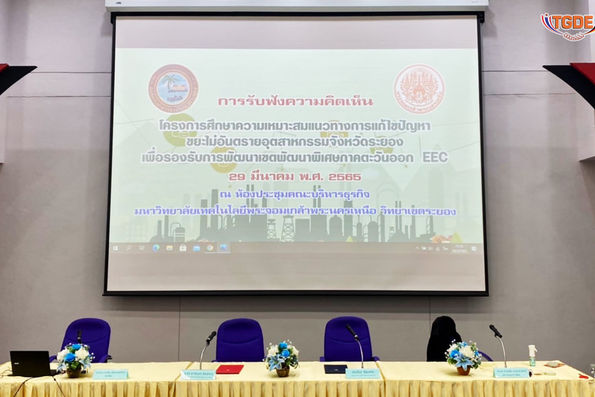 TGDE
การรับฟังความคิดเห็น
โครงการศึกษาความเหมาะสมแนวทางการแก้ไขปัญหา
ขยะไม่อันตรายอุตสาหกรรมจังหวัดระยอง
เพื่อรองรับการพัฒนาเขตพัฒนาพิเศษภาคตะวันออก EEC
29 มีนาคม พ.ศ. 2565
ณ ห้องประชุมคณะบริหารธุรกิจ
มหาวิทยาลัยเทคโนโลยีพระจอมเกล้าพระนครเหนือ วิทยาเขตระยอง